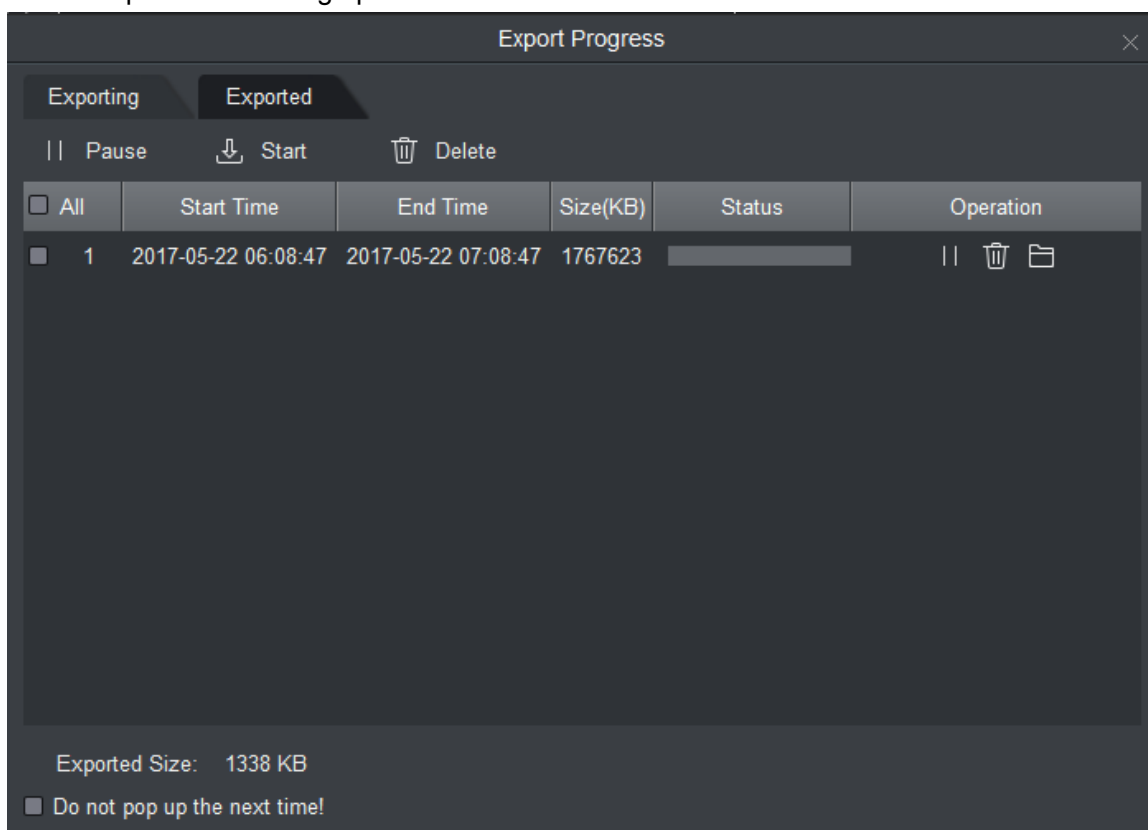 Export Progress
Exporting Exported
Pause Start Delete
All Start Time End Time Size(KB) Status Operation
1 2017-05-22 06:08:47 2017-05-22 07:08:47 1767623
Exported Size: 1338 KB
Do not pop up the next time!